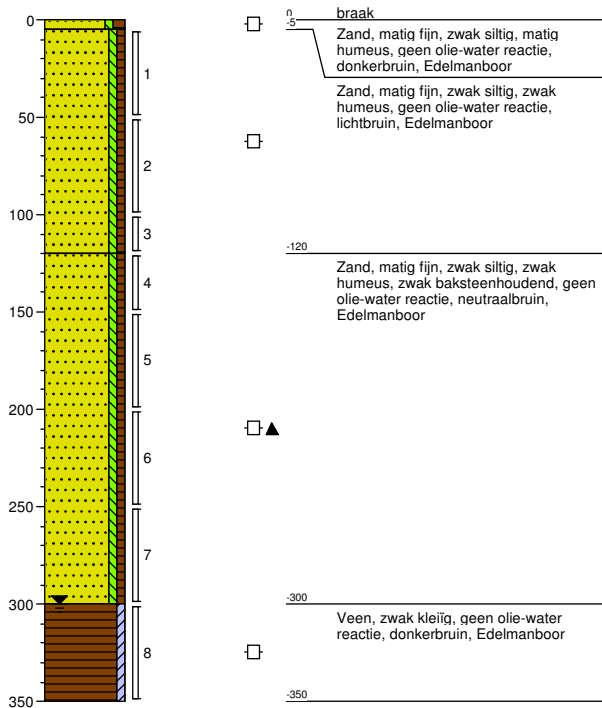 0
50
100
150
200
250
300
350
1
2
3
4
5
6
7
8
0
braak
-5
Zand, matig fijn, zwak siltig, matig
humeus, geen olie-water reactie,
donkerbruin, Edelmanboor
Zand, matig fijn, zwak siltig, zwak
humeus, geen olie-water reactie,
lichtbruin, Edelmanboor
-120
Zand, matig fijn, zwak siltig, zwak
humeus, zwak baksteenhoudend, geen
olie-water reactie, neutraalbruin,
Edelmanboor
-300
Veen, zwak kleiïg, geen olie-water
reactie, donkerbruin, Edelmanboor
-350